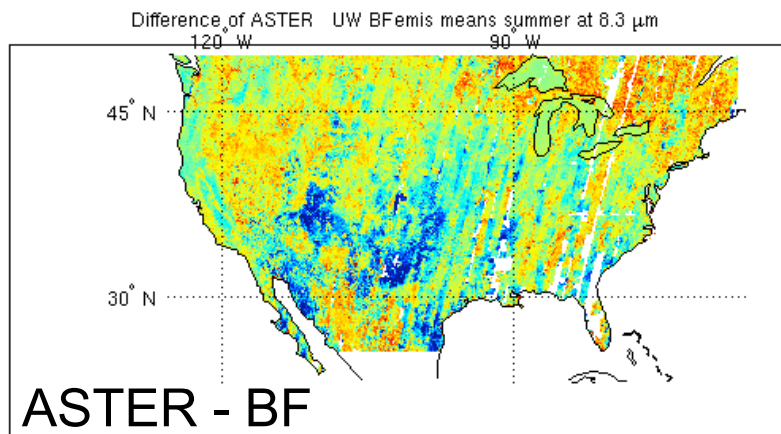 Difference of ASTER   UW BFemis means summer at 8.3 μm
120° W 90° W
45° N
30° N
ASTER - BF